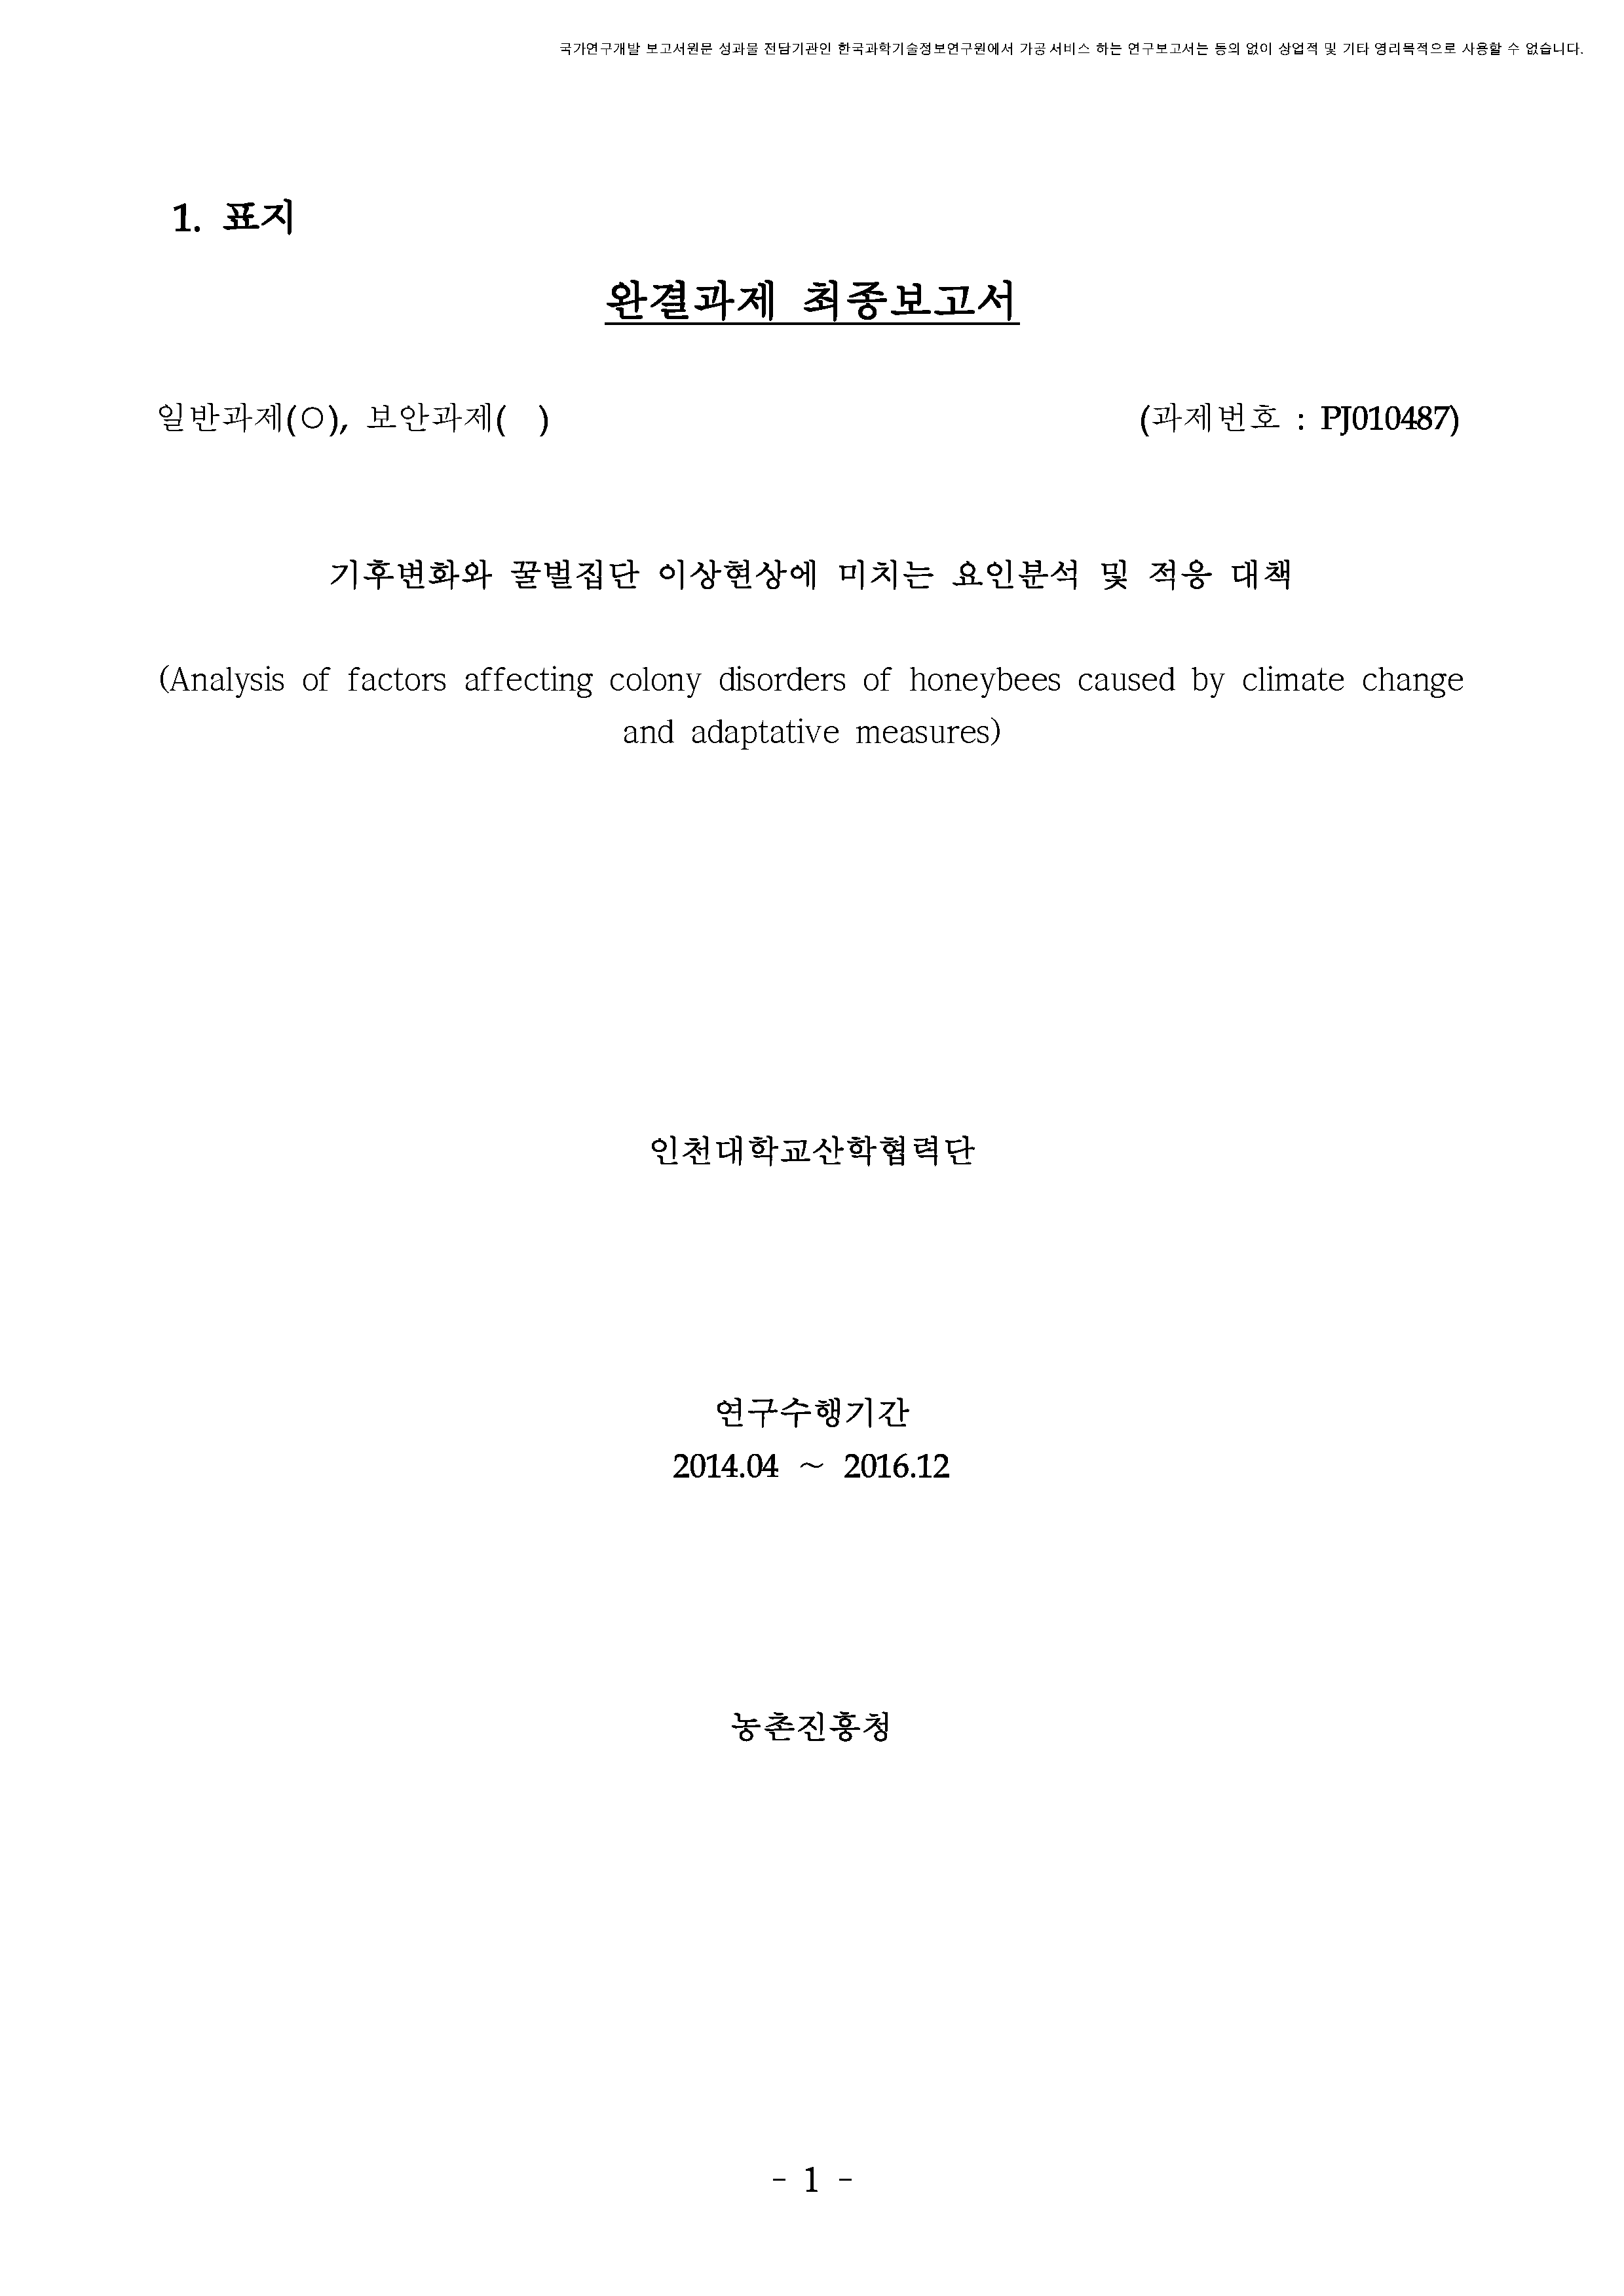 국가연구개발 보고서원문 성과물 전담기관인 한국과학기술정보연구원에서 가공·서비스 하는 연구보고서는 동의 없이 상업적 및 기타 영리목적으로 사용할 수 없습니다.
1. 표지
완결과제 최종보고서
일반과제(○), 보안과제( ) (과제번호 : PJ010487)
기후변화와 꿀벌집단 이상현상에 미치는 요인분석 및 적응 대책
(Analysis of factors affecting colony disorders of honeybees caused by climate change
and adaptative measures)
인천대학교산학협력단
연구수행기간
2014.04 ~ 2016.12
농촌진흥청
- 1 -